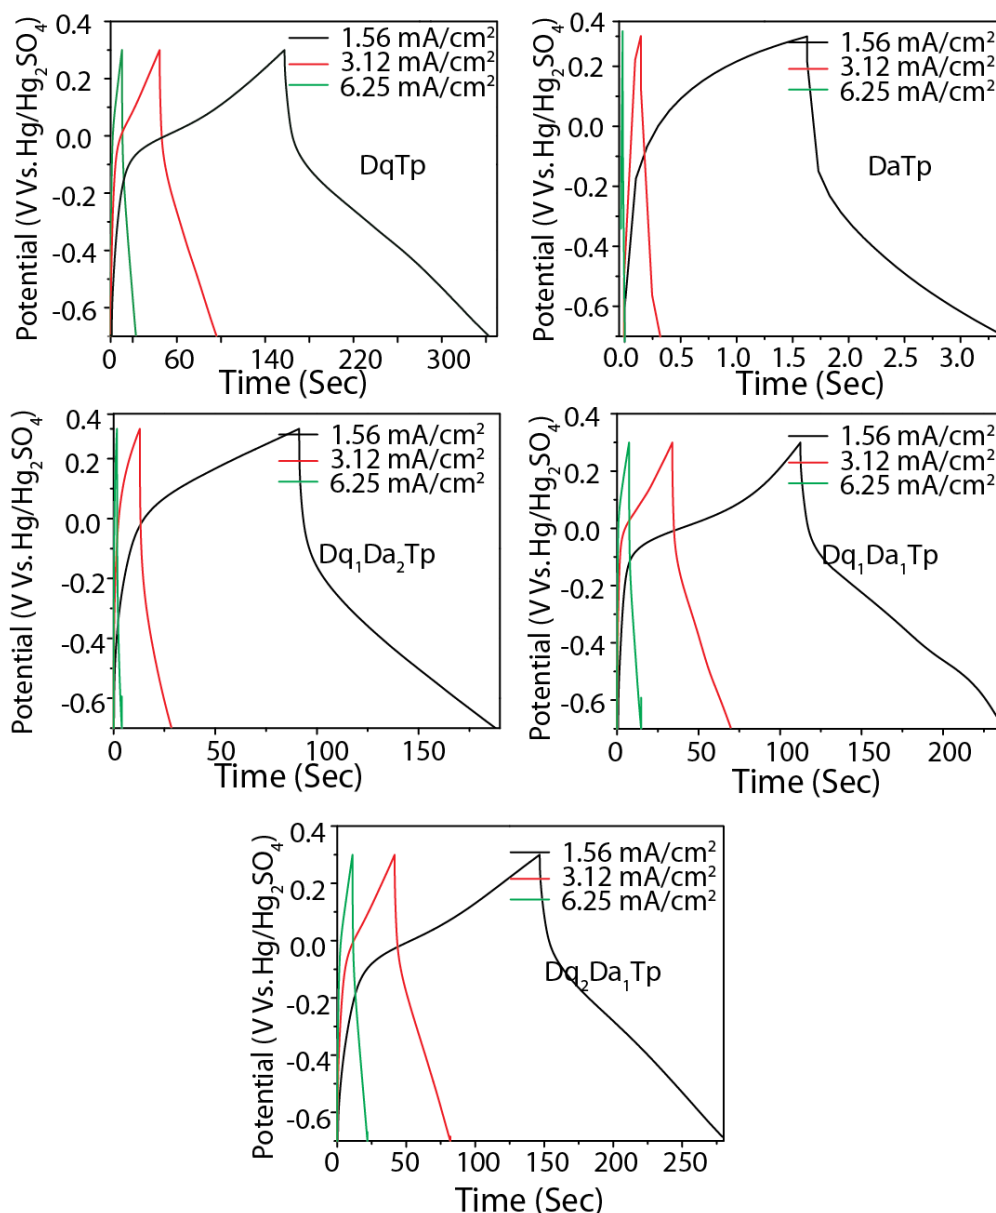 Potential (V Vs. Hg/Hg₂SO₄)
0.4
0.2
0.0
-0.2
-0.4
-0.6
1.56 mA/cm²
3.12 mA/cm²
6.25 mA/cm²
DqTp
0 60 140 220 300
Time (Sec)
Potential (V Vs. Hg/Hg₂SO₄)
0.4
0.2
0.0
-0.2
-0.4
-0.6
1.56 mA/cm²
3.12 mA/cm²
6.25 mA/cm²
DaTp
0.0 0.5 1.0 1.5 2.0 2.5 3.0
Time (Sec)
Potential (V Vs. Hg/Hg₂SO₄)
0.4
0.2
0.0
-0.2
-0.4
-0.6
1.56 mA/cm²
3.12 mA/cm²
6.25 mA/cm²
Dq₁Da₂Tp
0 50 100 150
Time (Sec)
Potential (V Vs. Hg/Hg₂SO₄)
0.4
0.2
0.0
-0.2
-0.4
-0.6
1.56 mA/cm²
3.12 mA/cm²
6.25 mA/cm²
Dq₁Da₁Tp
0 50 100 150 200
Time (Sec)
Potential (V Vs. Hg/Hg₂SO₄)
0.4
0.2
0.0
-0.2
-0.4
-0.6
1.56 mA/cm²
3.12 mA/cm²
6.25 mA/cm²
Dq₂Da₁Tp
0 50 100 150 200 250
Time (Sec)